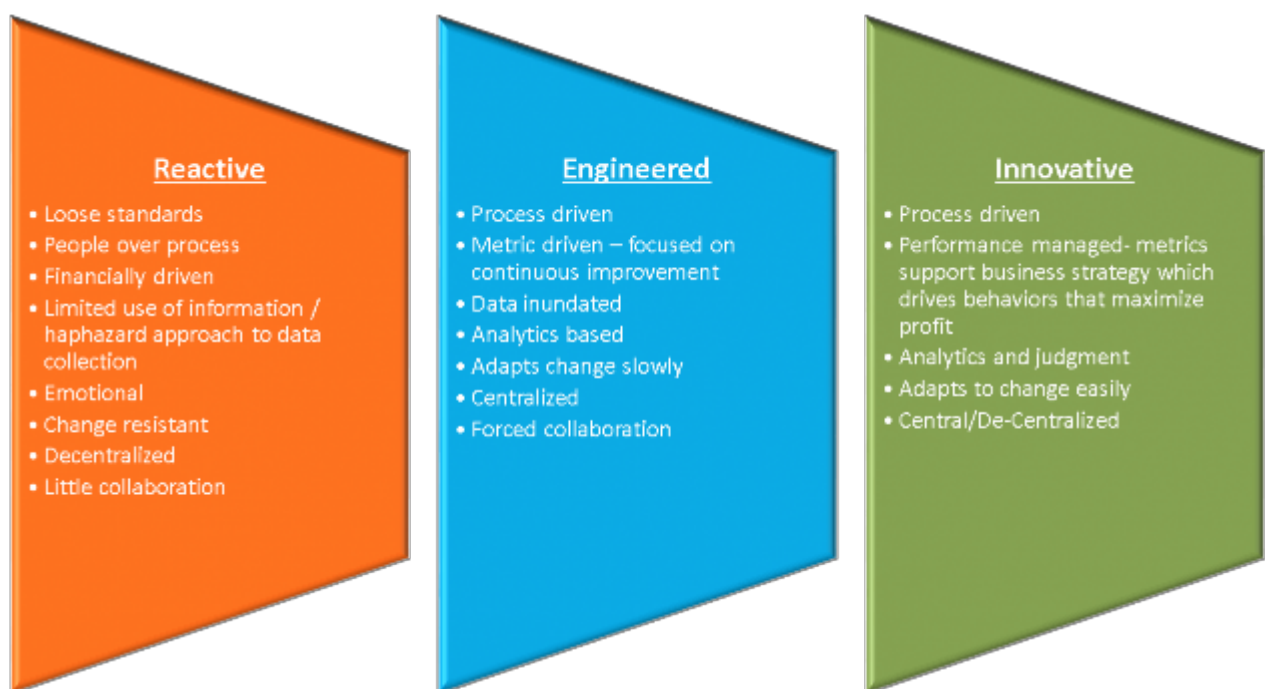 Reactive
• Loose standards
• People over process
• Financially driven
• Limited use of information /
haphazard approach to data
collection
• Emotional
• Change resistant
• Decentralized
• Little collaboration
Engineered
• Process driven
• Metric driven – focused on
continuous improvement
• Data inundated
• Analytics based
• Adapts change slowly
• Centralized
• Forced collaboration
Innovative
• Process driven
• Performance managed- metrics
support business strategy which
drives behaviors that maximize
profit
• Analytics and judgment
• Adapts to change easily
• Central/De-Centralized